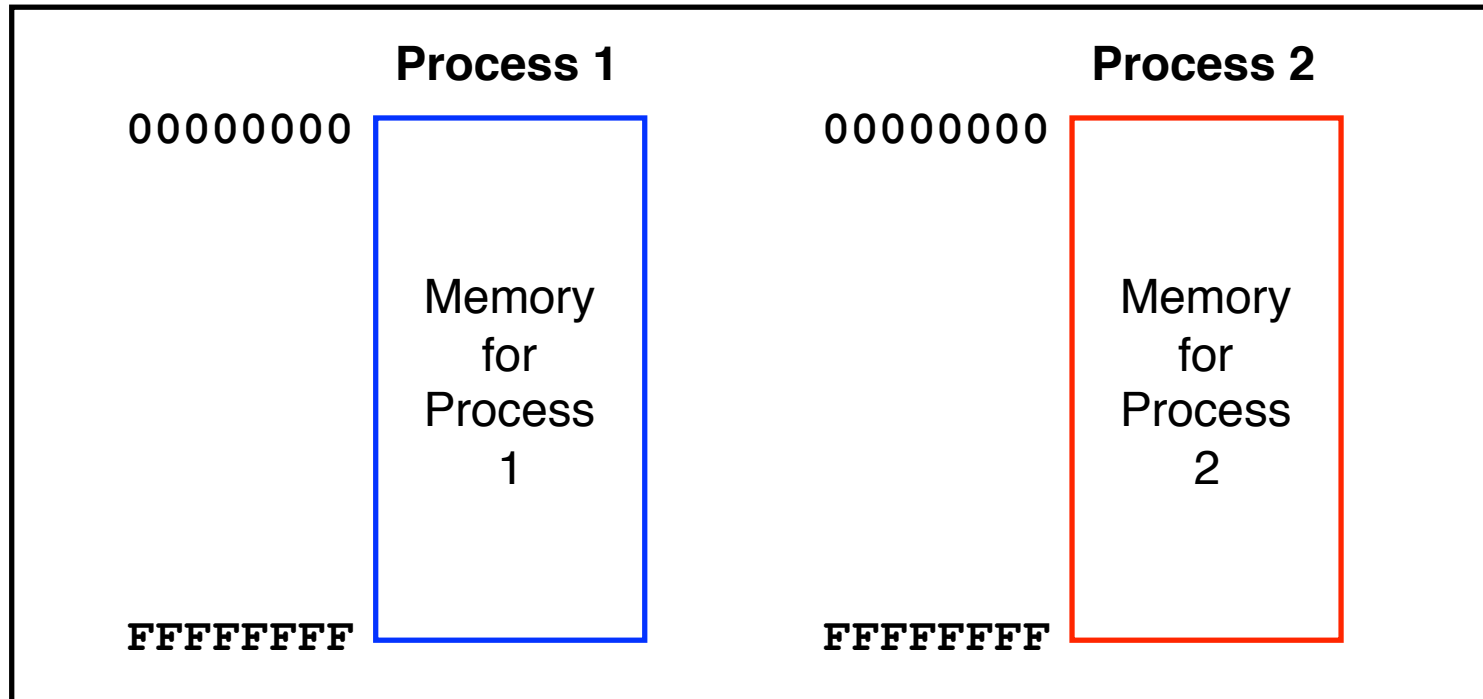 Process 1
Process 2
00000000
00000000
Memory
for
Process
1
Memory
for
Process
2
FFFFFFFF
FFFFFFFF